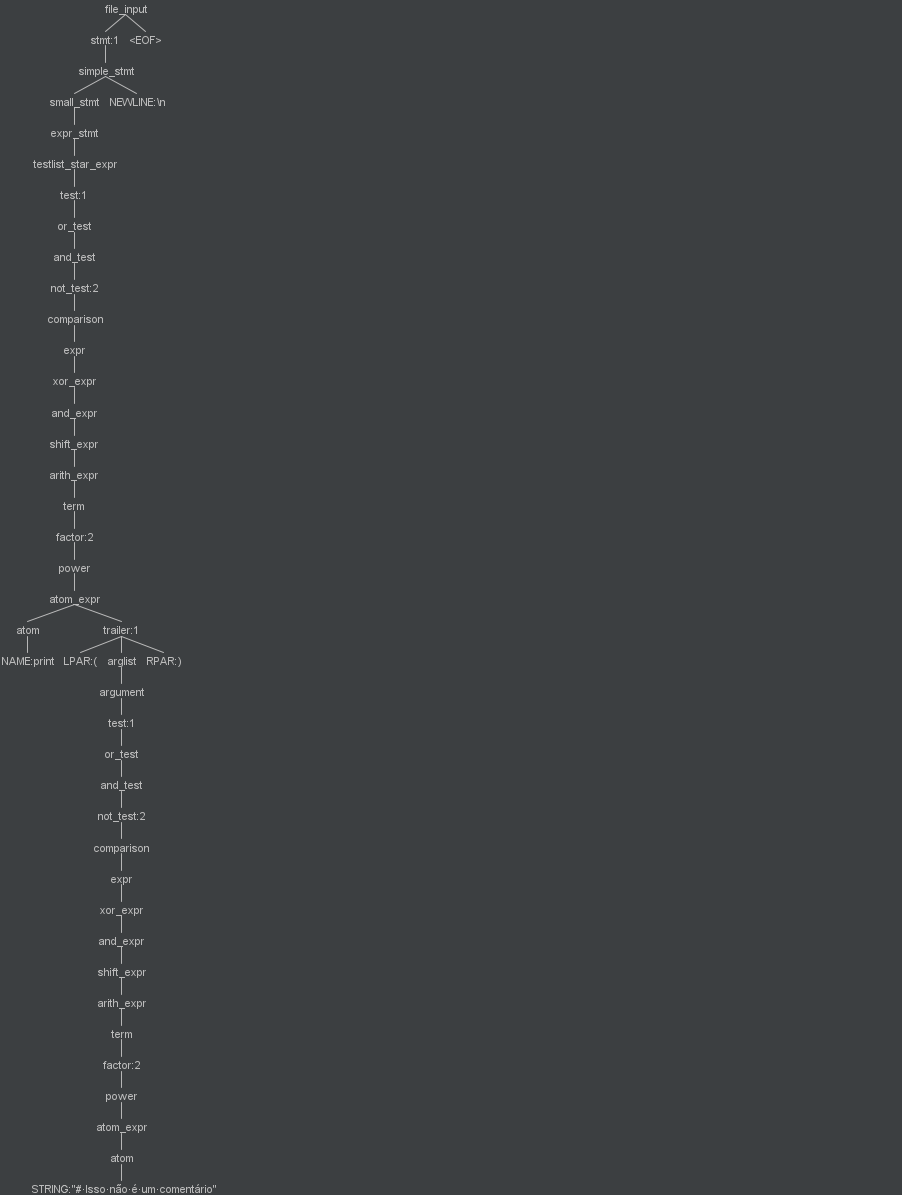 file_input
stmt:1 <EOF>
simple_stmt
small_stmt NEWLINE:\n
expr_stmt
testlist_star_expr
test:1
or_test
and_test
not_test:2
comparison
expr
xor_expr
and_expr
shift_expr
arith_expr
term
factor:2
power
atom_expr
atom trailer:1
NAME:print LPAR:( arglist RPAR:)
argument
test:1
or_test
and_test
not_test:2
comparison
expr
xor_expr
and_expr
shift_expr
arith_expr
term
factor:2
power
atom_expr
atom
STRING:"#·Isso·não·é·um·comentário"